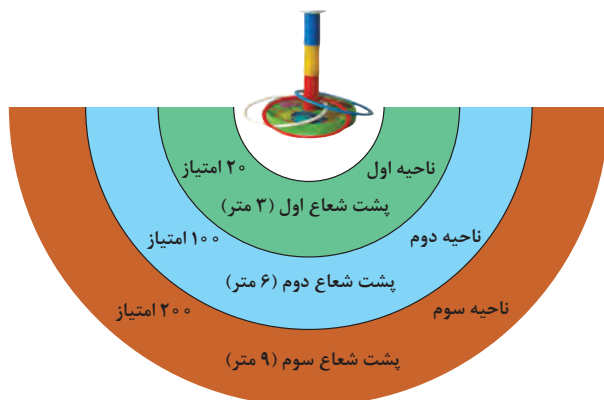 ناحیه اول
۲۰ امتیاز
پشت شعاع اول (۳ متر)
ناحیه دوم
۱۰۰ امتیاز
پشت شعاع دوم (۶ متر)
ناحیه سوم
۲۰۰ امتیاز
پشت شعاع سوم (۹ متر)